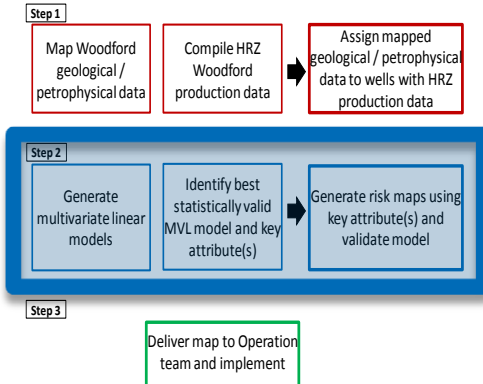 Step 1
Map Woodford
geological /
petrophysical data
Compile HRZ
Woodford
production data
Assign mapped
geological / petrophysical
data to wells with HRZ
production data
Step 2
Generate
multivariate linear
models
Identify best
statistically valid
MVL model and key
attribute(s)
Generate risk maps using
key attribute(s) and
validate model
Step 3
Deliver map to Operation
team and implement